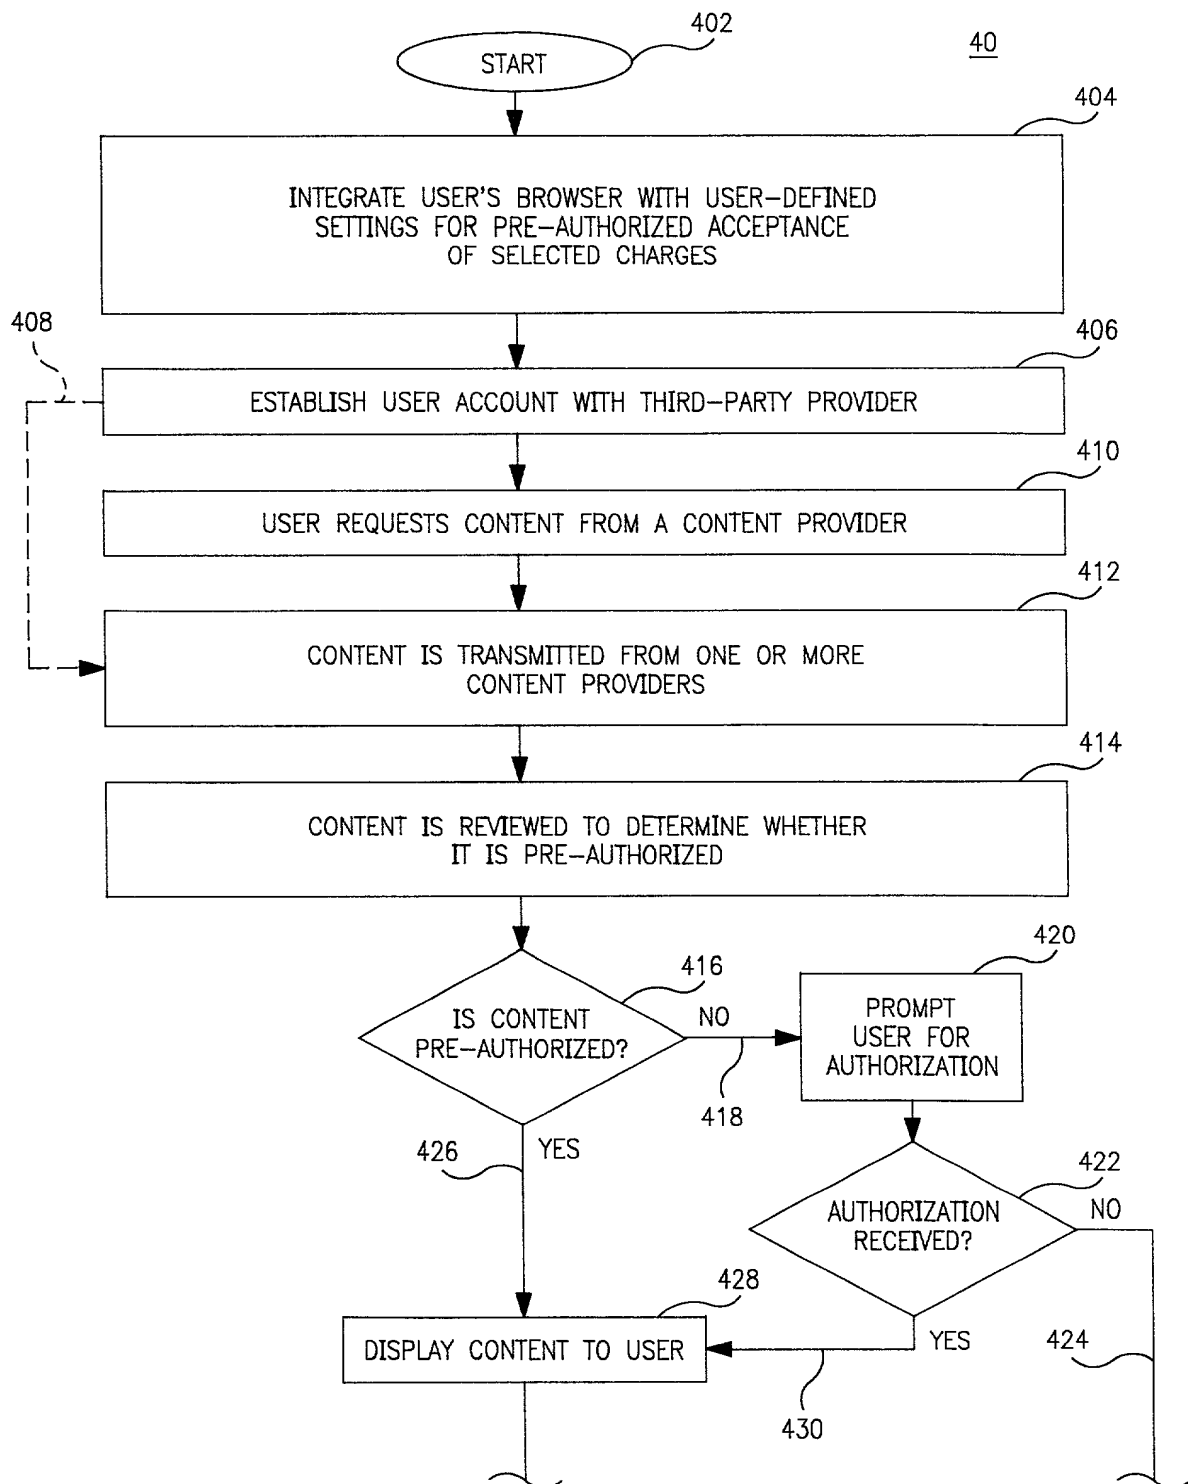 402
40
START
404
INTEGRATE USER'S BROWSER WITH USER-DEFINED
SETTINGS FOR PRE-AUTHORIZED ACCEPTANCE
OF SELECTED CHARGES
408
406
ESTABLISH USER ACCOUNT WITH THIRD-PARTY PROVIDER
410
USER REQUESTS CONTENT FROM A CONTENT PROVIDER
412
CONTENT IS TRANSMITTED FROM ONE OR MORE
CONTENT PROVIDERS
414
CONTENT IS REVIEWED TO DETERMINE WHETHER
IT IS PRE-AUTHORIZED
416
IS CONTENT
PRE-AUTHORIZED?
NO
418
420
PROMPT
USER FOR
AUTHORIZATION
426
YES
422
AUTHORIZATION
RECEIVED?
NO
428
DISPLAY CONTENT TO USER
YES
430
424